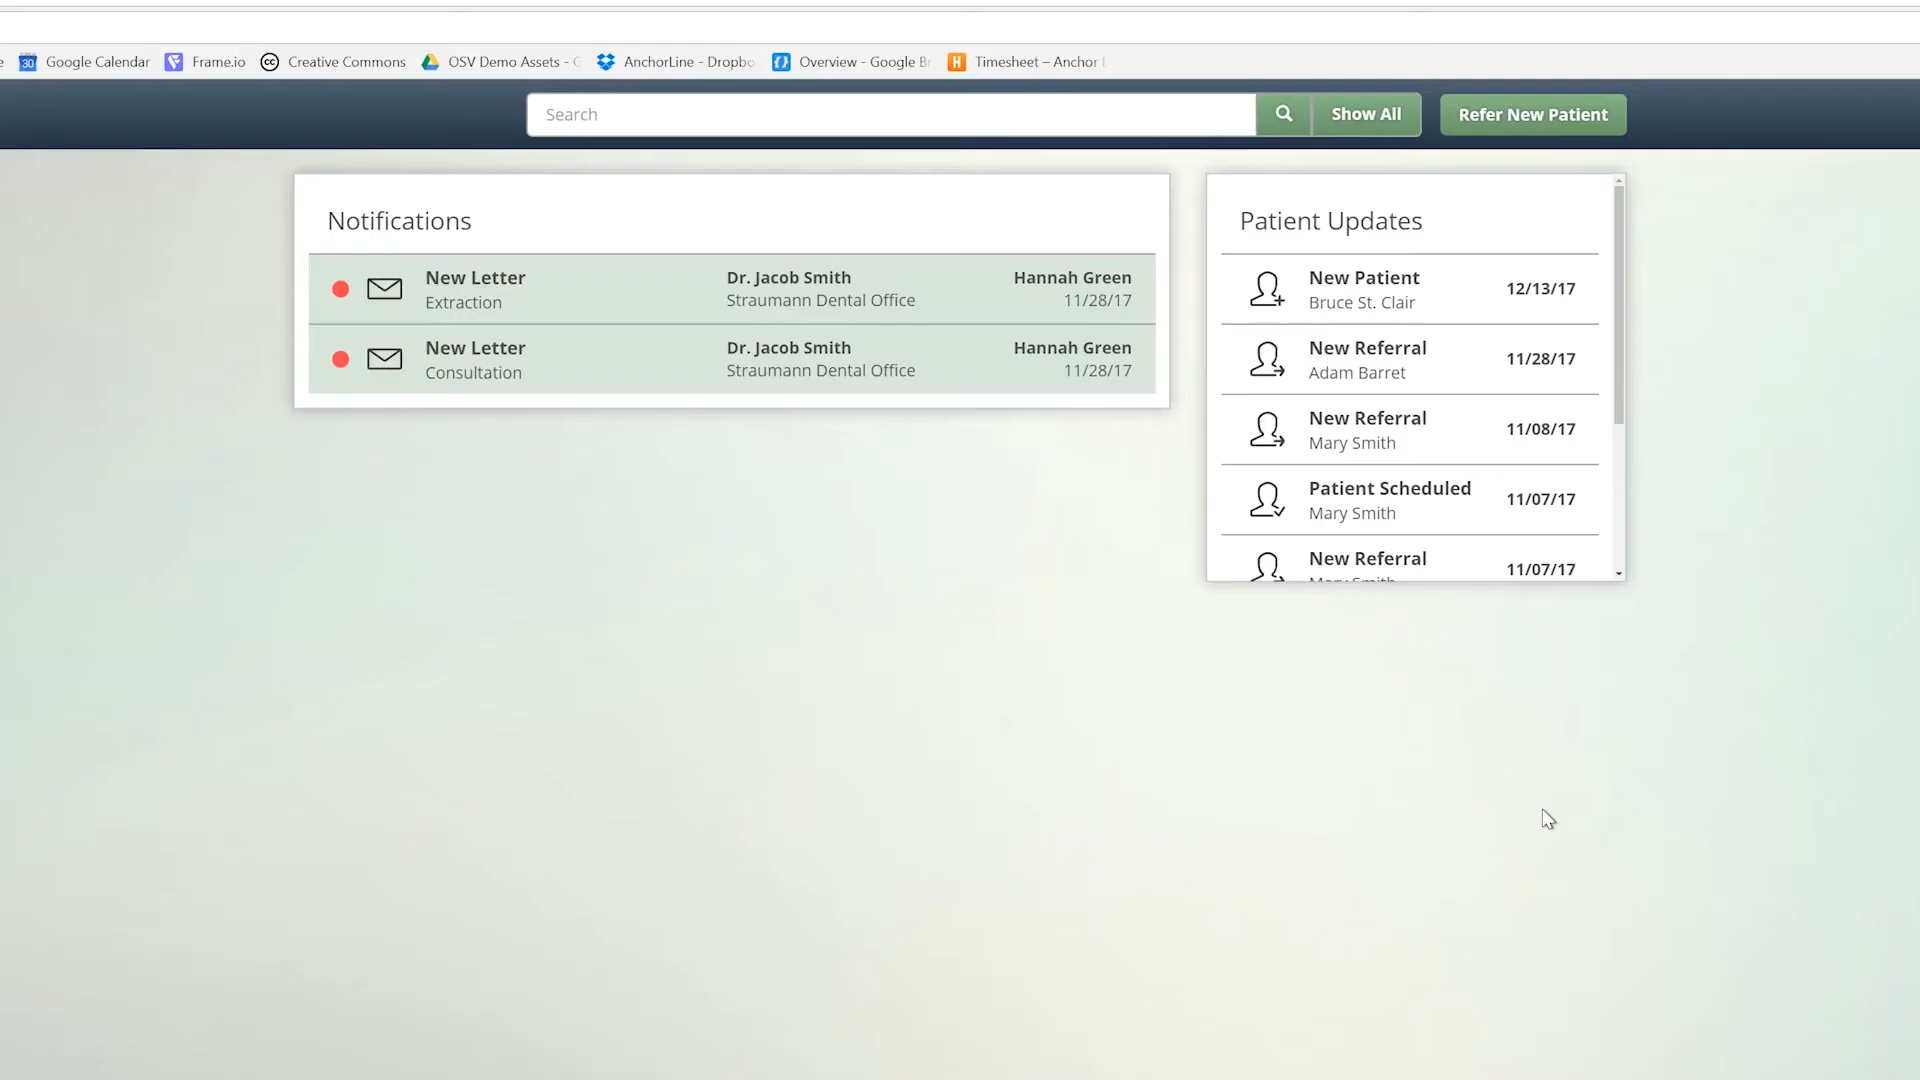 30 Google Calendar Frame.io cc Creative Commons OSV Demo Assets - AnchorLine - Dropbo Overview - Google B H Timesheet – Anchor
Search Show All Refer New Patient
Notifications
New Letter Dr. Jacob Smith Hannah Green
Extraction Straumann Dental Office 11/28/17
New Letter Dr. Jacob Smith Hannah Green
Consultation Straumann Dental Office 11/28/17
Patient Updates
New Patient
Bruce St. Clair 12/13/17
New Referral
Adam Barret 11/28/17
New Referral
Mary Smith 11/08/17
Patient Scheduled
Mary Smith 11/07/17
New Referral
Mary Smith 11/07/17